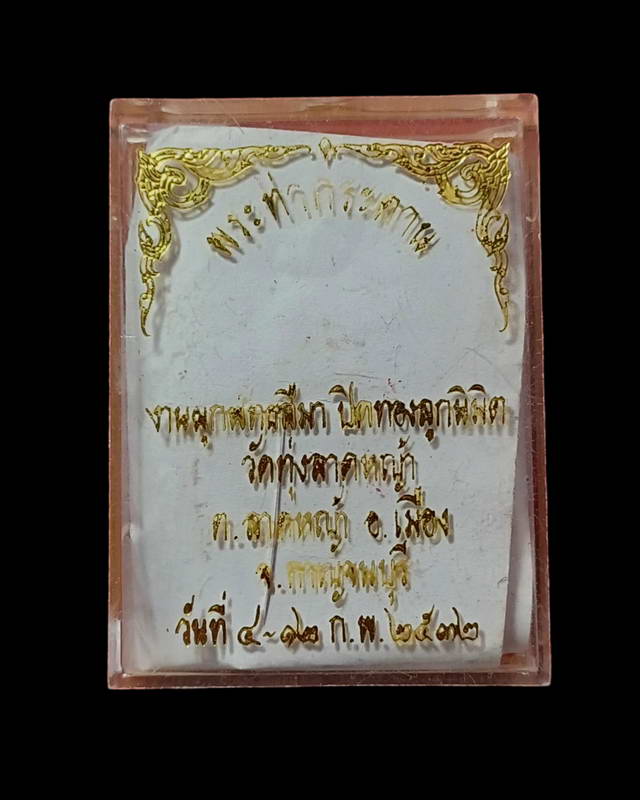 พระท่ากระดาน
งานผูกพัทธสีมา ปิดทองลูกนิมิต
วัดทุ่งลาดหญ้า
ต.ลาดหญ้า อ.เมือง
จ.กาญจนบุรี
วันที่ ๔-๑๒ ก.พ.๒๕๓๒